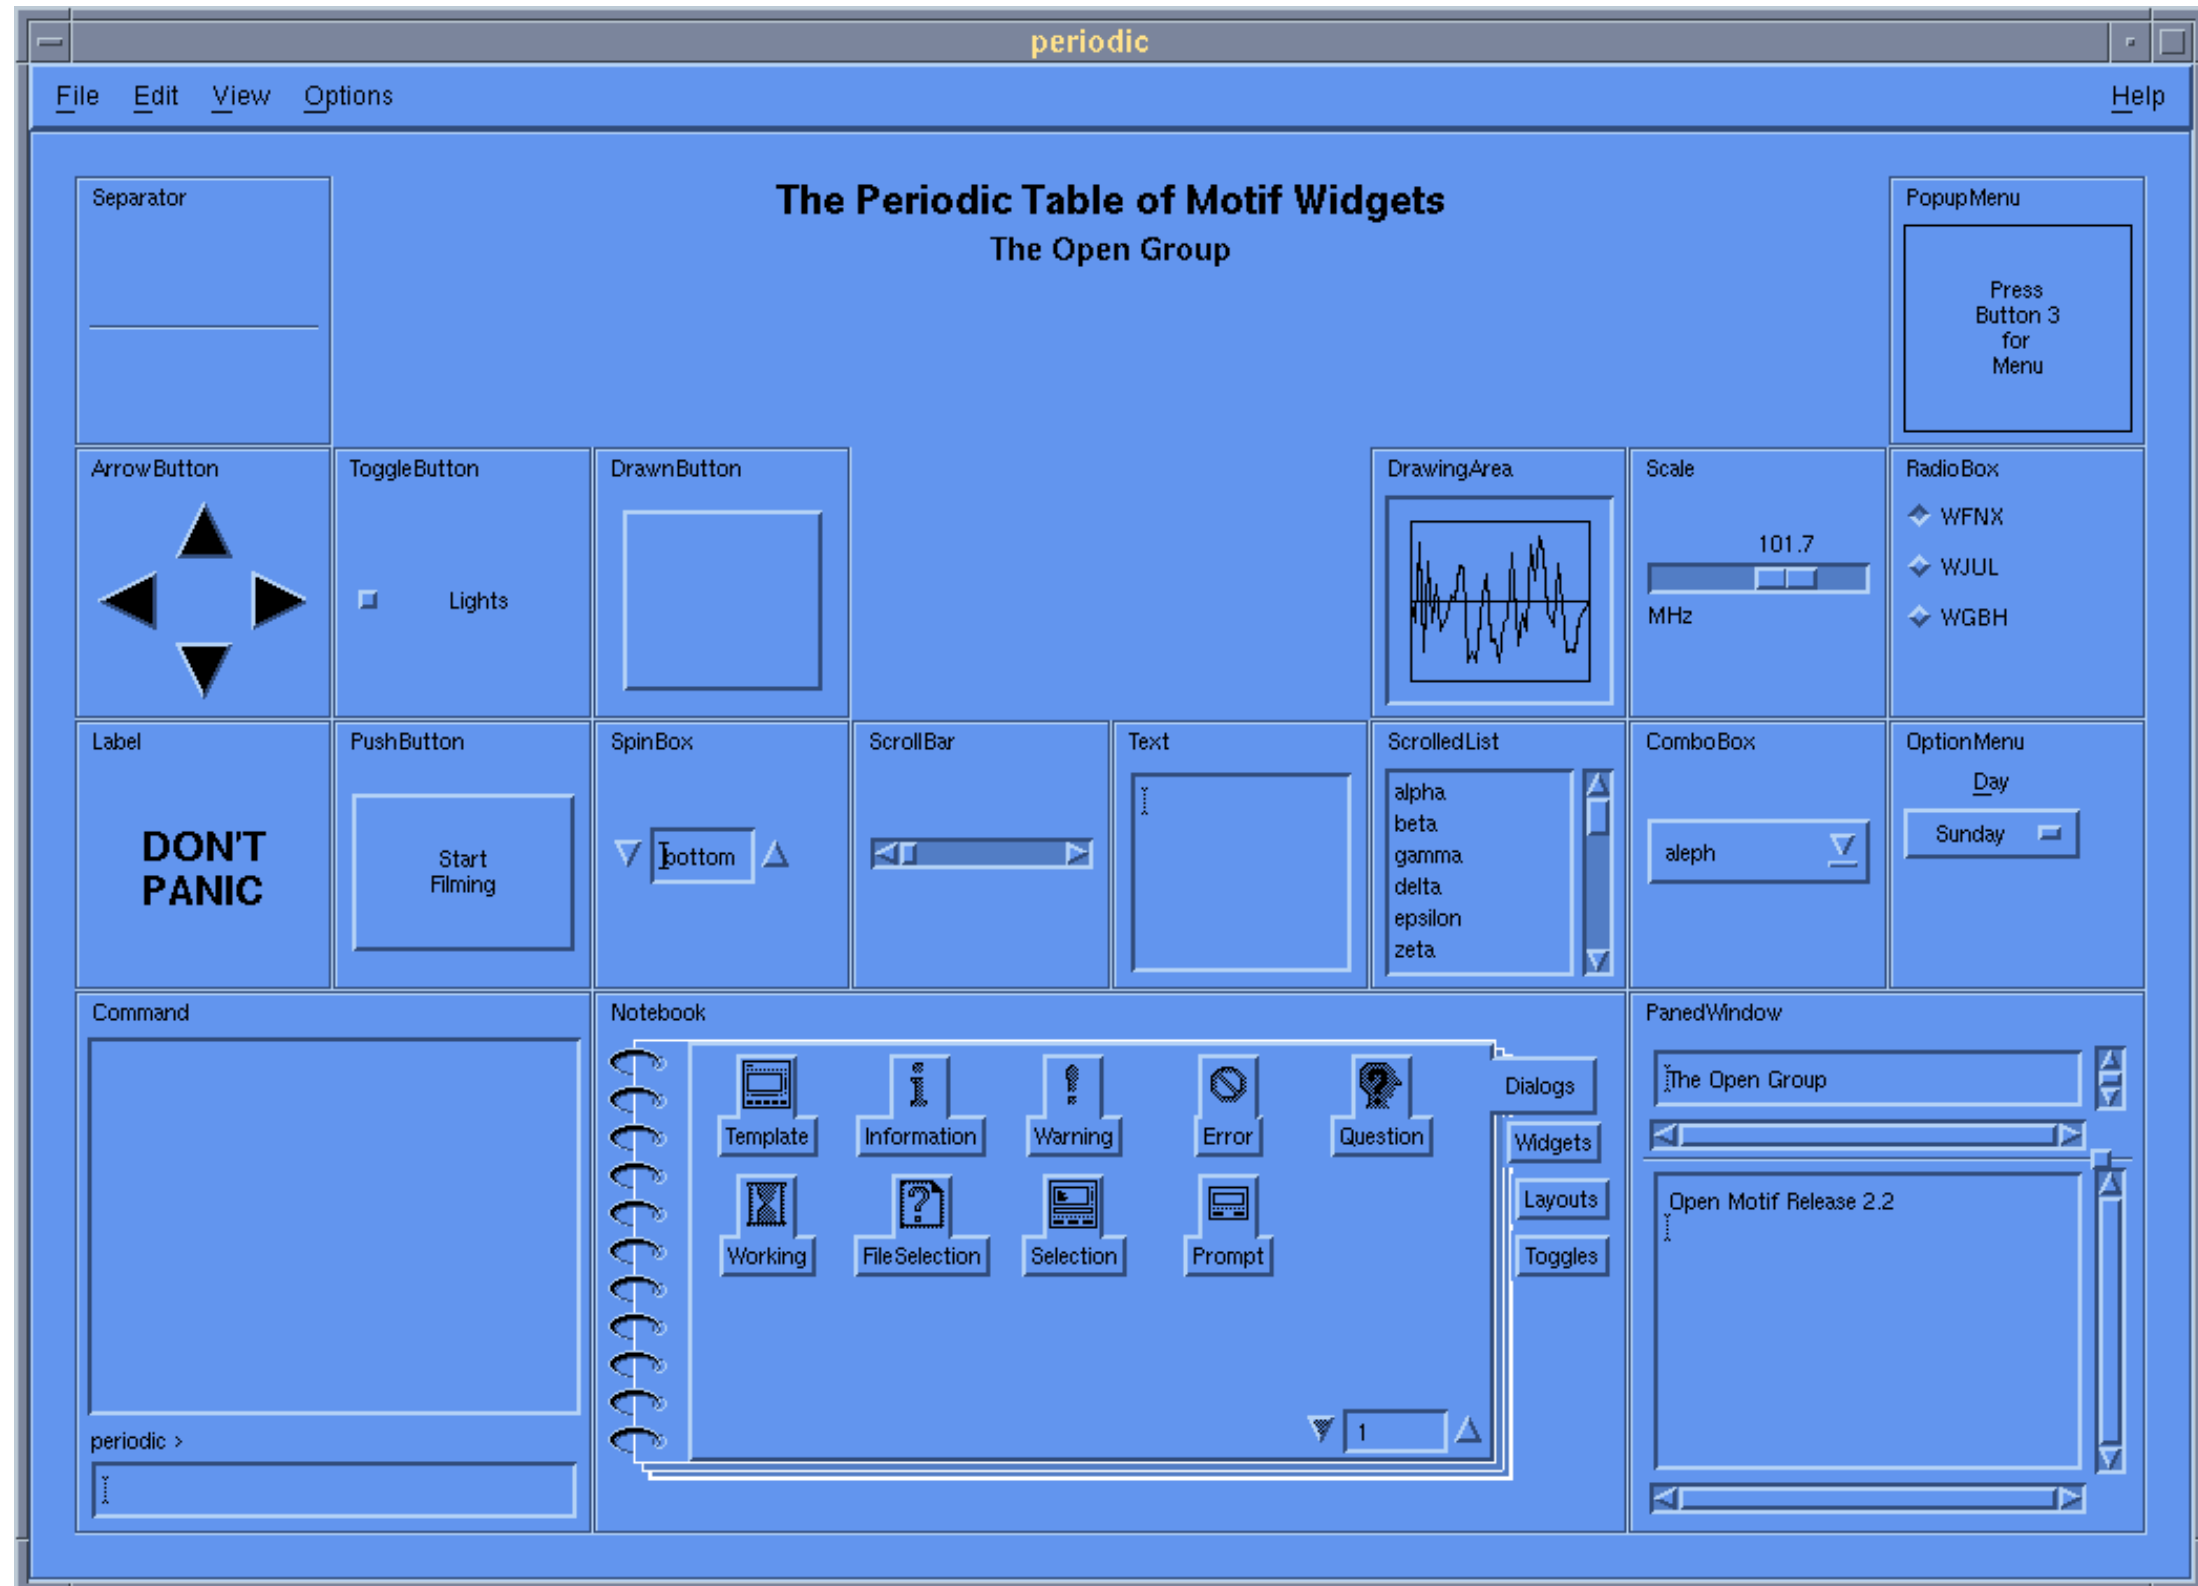 periodic
File Edit View Options Help
Separator
The Periodic Table of Motif Widgets
The Open Group
PopupMenu
Press
Button 3
for
Menu
ArrowButton
ToggleButton
Lights
DrawnButton
DrawingArea
Scale
101.7
MHz
RadioBox
WFNX
WJUL
WGBH
Label
DON'T
PANIC
PushButton
Start
Filming
SpinBox
bottom
ScrollBar
Text
ScrolledList
alpha
beta
gamma
delta
epsilon
zeta
ComboBox
aleph
OptionMenu
Day
Sunday
Command
periodic >
Notebook
Template Information Warning Error Question
Working FileSelection Selection Prompt
Dialogs
Widgets
Layouts
Toggles
1
PanedWindow
The Open Group
Open Motif Release 2.2